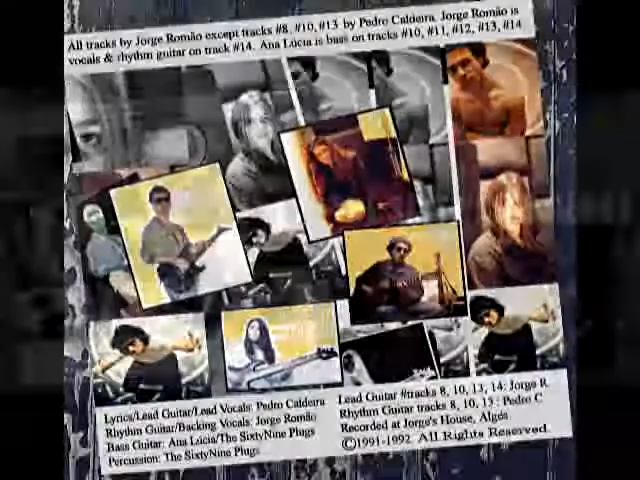 All tracks by Jorge Romão except tracks #8, #10, #13 by Pedro Caldeira. Jorge Romão is
vocals & rhythm guitar on track #14. Ana Lúcia is bass on tracks #10, #11, #12, #13, #14
Lyrics/Lead Guitar/Lead Vocals: Pedro Caldeira
Rhythm Guitar/Backing Vocals: Jorge Romão
Bass Guitar: Ana Lúcia/The SixtyNine Plugs
Percussion: The SixtyNine Plugs
Lead Guitar #tracks 8, 10, 13, 14: Jorge R
Rhythm Guitar tracks 8, 10, 13 : Pedro C
Recorded at Jorge's House, Algés
©1991-1992. All Rights Reserved.